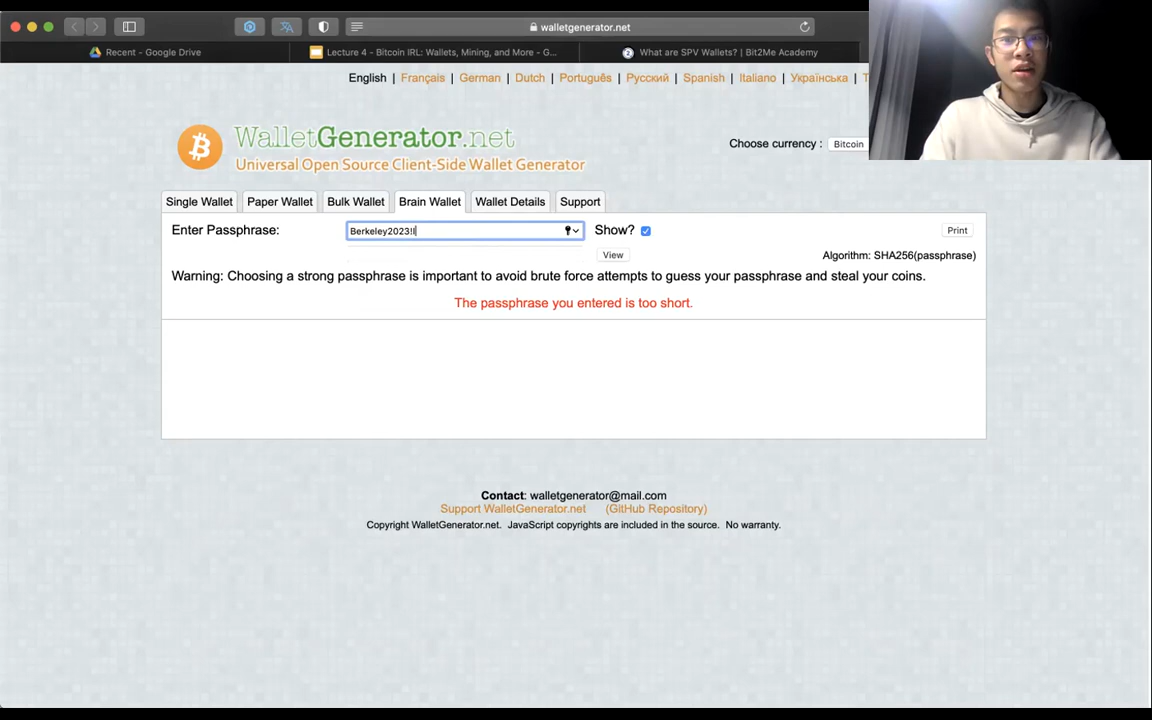 walletgenerator.net
Recent - Google Drive
Lecture 4 - Bitcoin IRL: Wallets, Mining, and More - G...
What are SPV Wallets? | Bit2Me Academy
English | Français | German | Dutch | Português | Русский | Spanish | Italiano | Українська |
WalletGenerator.net
Universal Open Source Client-Side Wallet Generator
Choose currency : Bitcoin
Single Wallet Paper Wallet Bulk Wallet Brain Wallet Wallet Details Support
Enter Passphrase: Berkeley2023!! Show? Print
View
Algorithm: SHA256(passphrase)
Warning: Choosing a strong passphrase is important to avoid brute force attempts to guess your passphrase and steal your coins.
The passphrase you entered is too short.
Contact: walletgenerator@mail.com
Support WalletGenerator.net (GitHub Repository)
Copyright WalletGenerator.net. JavaScript copyrights are included in the source. No warranty.